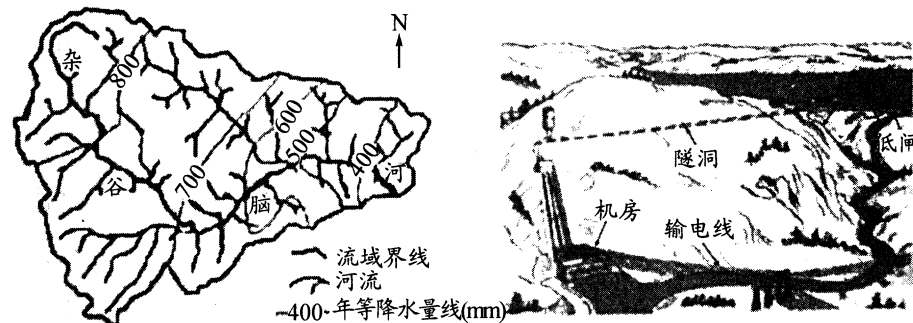 N
杂
谷
脑
河
800
700
600
500
400
流域界线
河流
400 年等降水量线(mm)
隧洞
低闸
机房
输电线